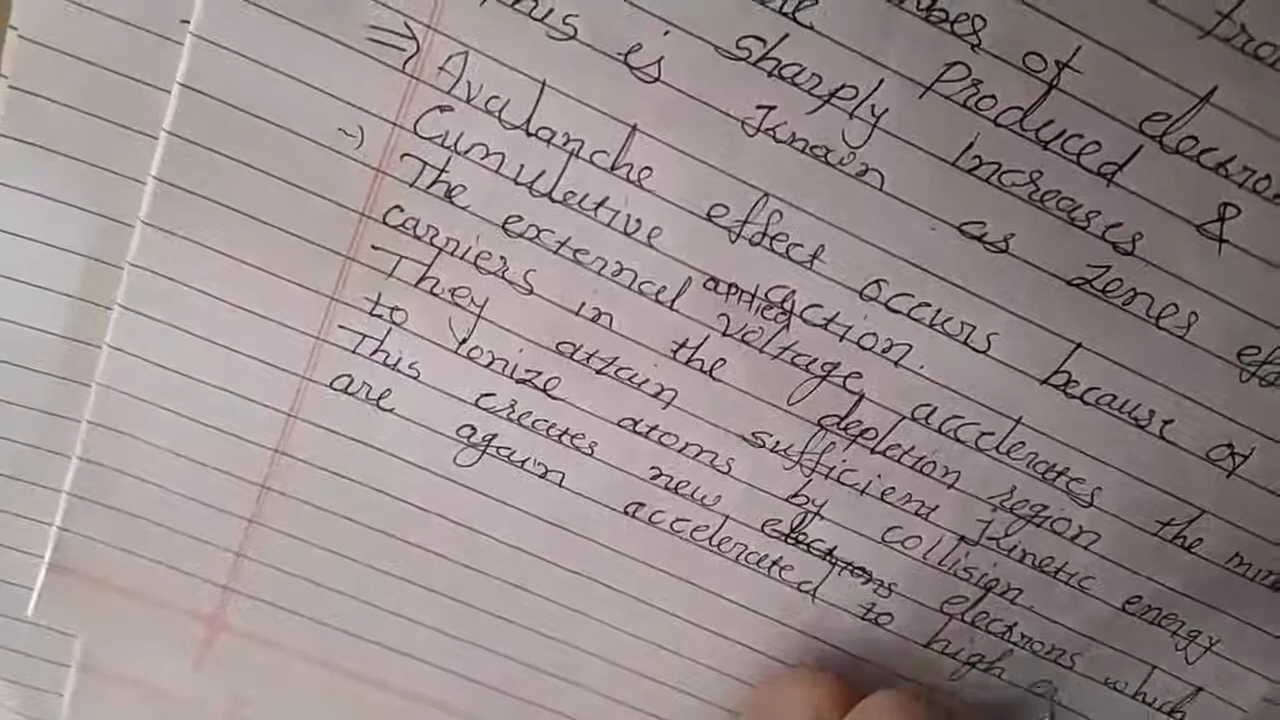 from
of electron
Produced &
Sharply increases
is Known as Zener
⇒ Avalanche effect occurs because of
Cumulative action.
→ The external applied voltage accelerates the
carriers in the depletion region
They attain sufficient Kinetic energy
to Ionize atoms by collision.
This creates new electrons electrons which
are again accelerated to high